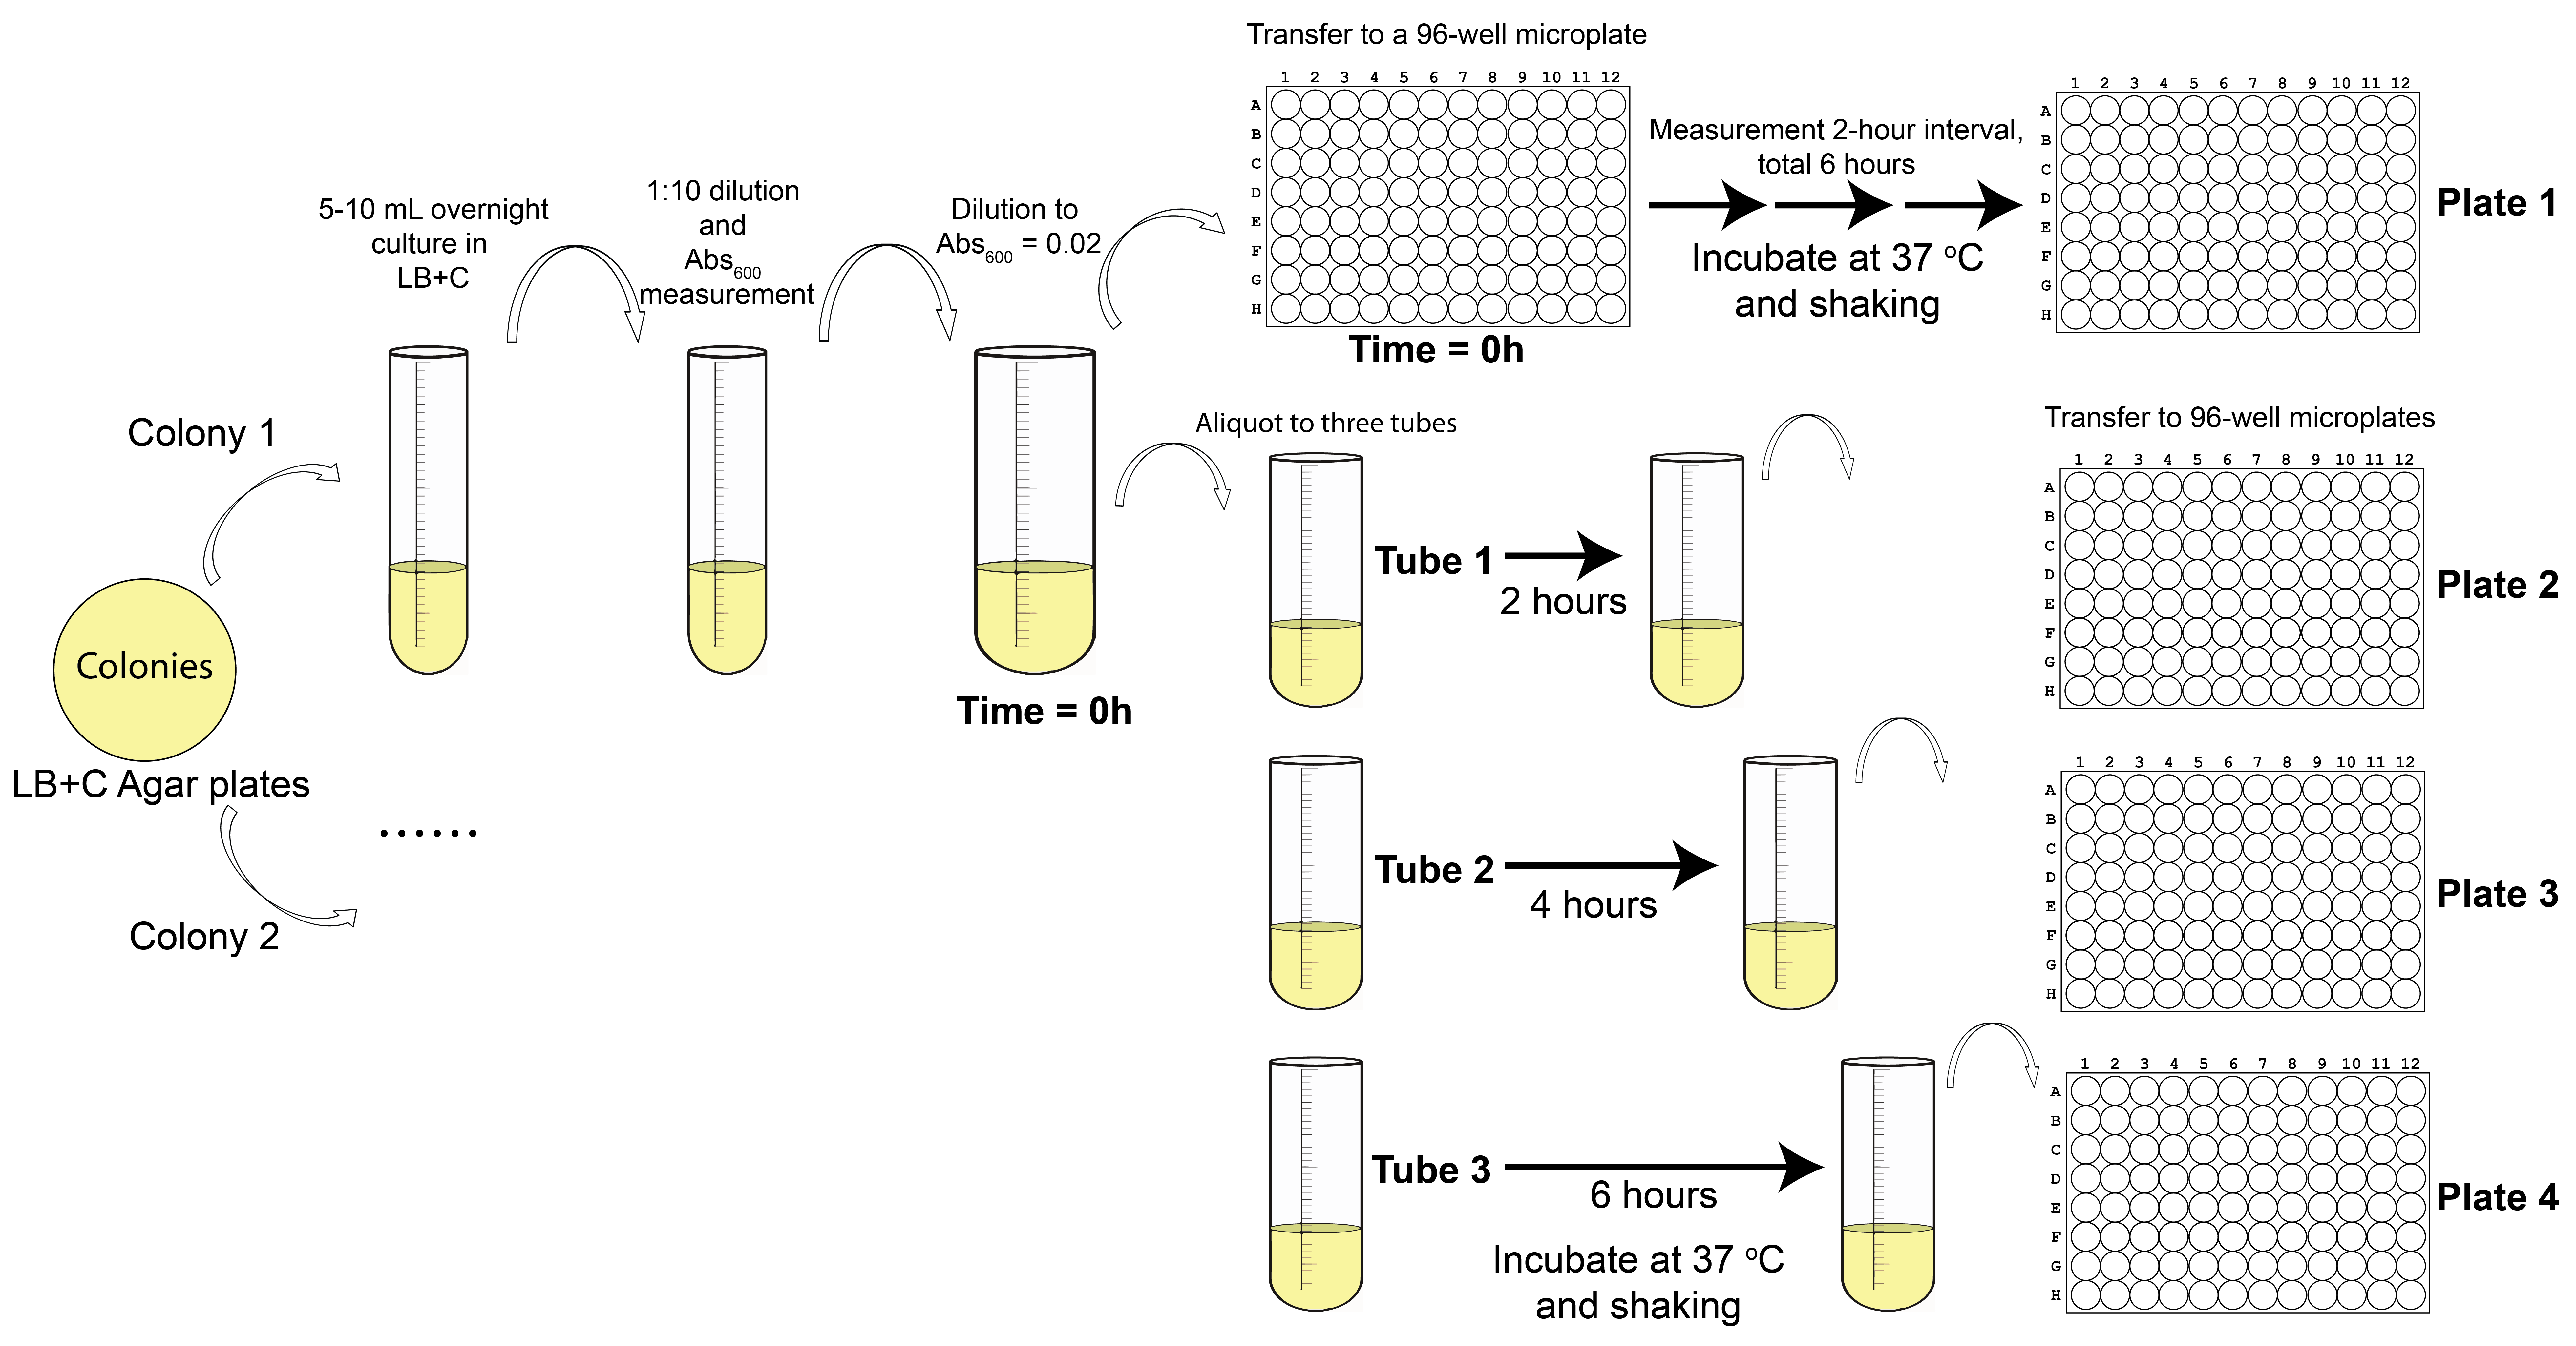 Transfer to a 96-well microplate
1 2 3 4 5 6 7 8 9 10 11 12
A
B
C
D
E
F
G
H
Time = 0h
Measurement 2-hour interval,
total 6 hours
Incubate at 37 ºC
and shaking
1 2 3 4 5 6 7 8 9 10 11 12
A
B
C
D
E
F
G
H
Plate 1
5-10 mL overnight
culture in
LB+C
1:10 dilution
and
Abs600
measurement
Dilution to
Abs600 = 0.02
Time = 0h
Colony 1
Colonies
LB+C Agar plates
Colony 2
......
Aliquot to three tubes
Tube 1
2 hours
Transfer to 96-well microplates
1 2 3 4 5 6 7 8 9 10 11 12
A
B
C
D
E
F
G
H
Plate 2
Tube 2
4 hours
1 2 3 4 5 6 7 8 9 10 11 12
A
B
C
D
E
F
G
H
Plate 3
Tube 3
6 hours
Incubate at 37 ºC
and shaking
1 2 3 4 5 6 7 8 9 10 11 12
A
B
C
D
E
F
G
H
Plate 4